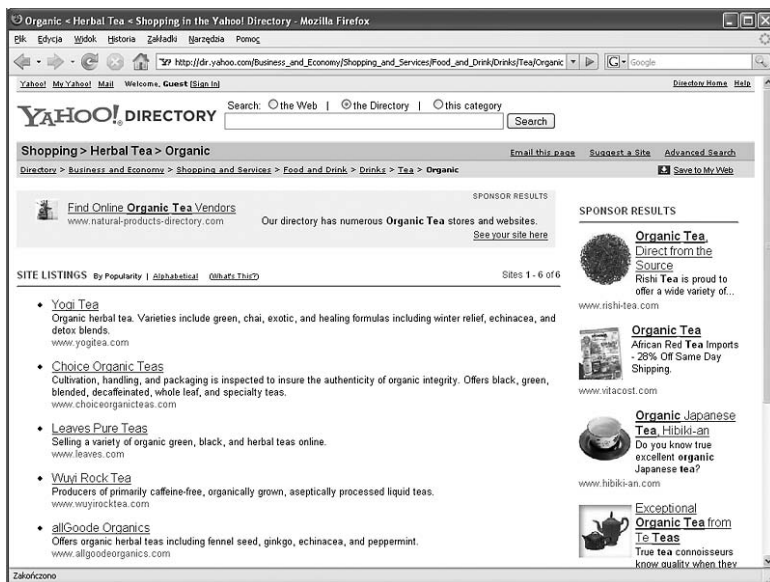 Organic < Herbal Tea < Shopping in the Yahoo! Directory - Mozilla Firefox
Plik Edycja Widok Historia Zakładki Narzędzia Pomoc
http://dir.yahoo.com/Business_and_Economy/Shopping_and_Services/Food_and_Drink/Drinks/Tea/Organic
Google
Yahoo! My Yahoo! Mail Welcome, Guest [Sign In] Directory Home Help
YAHOO! DIRECTORY
Search: the Web | the Directory | this category
Search
Shopping > Herbal Tea > Organic Email this page Suggest a Site Advanced Search
Directory > Business and Economy > Shopping and Services > Food and Drink > Drinks > Tea > Organic Save to My Web
SPONSOR RESULTS
Find Online Organic Tea Vendors
www.natural-products-directory.com Our directory has numerous Organic Tea stores and websites.
See your site here
SITE LISTINGS By Popularity | Alphabetical (What's This?) Sites 1 - 6 of 6
Yogi Tea
Organic herbal tea. Varieties include green, chai, exotic, and healing formulas including winter relief, echinacea, and
detox blends.
www.yogitea.com
Choice Organic Teas
Cultivation, handling, and packaging is inspected to insure the authenticity of organic integrity. Offers black, green,
blended, decaffeinated, whole leaf, and specialty teas.
www.choiceorganicteas.com
Leaves Pure Teas
Selling a variety of organic green, black, and herbal teas online.
www.leaves.com
Wuyi Rock Tea
Producers of primarily caffeine-free, organically grown, aseptically processed liquid teas.
www.wuyirocktea.com
allGoode Organics
Offers organic herbal teas including fennel seed, ginkgo, echinacea, and peppermint.
www.allgoodeorganics.com
SPONSOR RESULTS
Organic Tea,
Direct from the
Source
Rishi Tea is proud to
offer a wide variety of...
www.rishi-tea.com
Organic Tea
African Red Tea Imports
- 28% Off Same Day
Shipping.
www.vitacost.com
Organic Japanese
Tea, Hibiki-an
Do you know true
excellent organic
Japanese tea?
www.hibiki-an.com
Exceptional
Organic Tea from
Te Teas
True tea connoisseurs
know quality when they
Zakończono